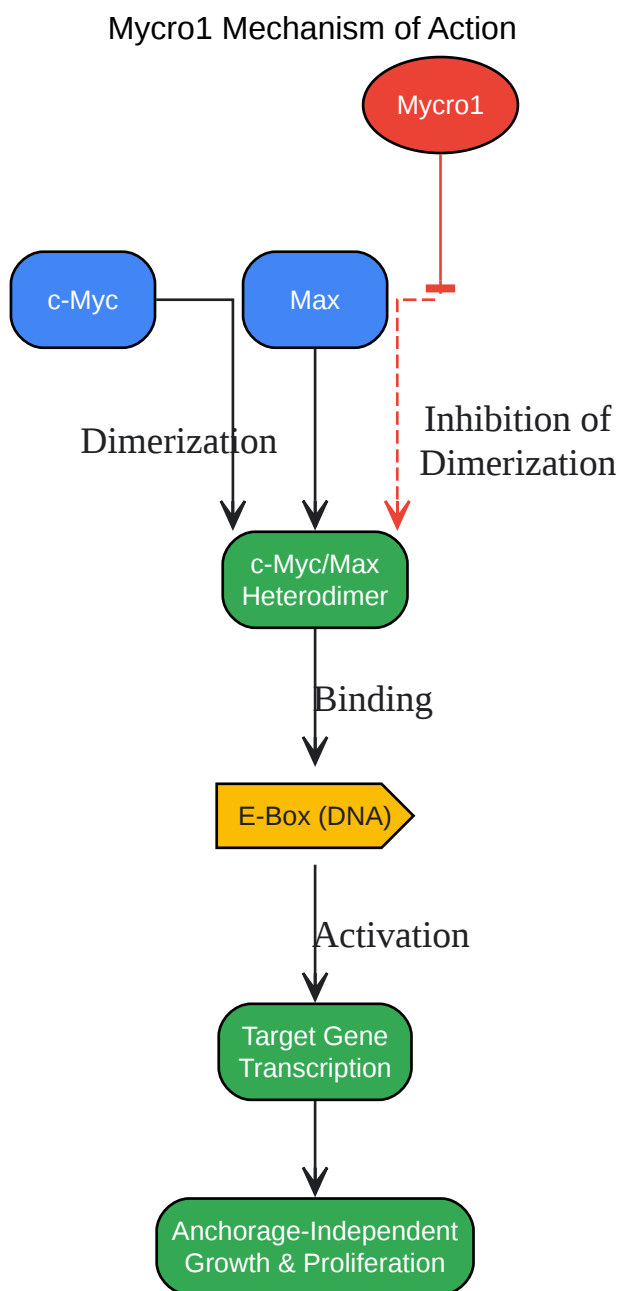 Mycro1 Mechanism of Action
Mycro1
c-Myc
Max
Dimerization
Inhibition of
Dimerization
c-Myc/Max
Heterodimer
Binding
E-Box (DNA)
Activation
Target Gene
Transcription
Anchorage-Independent
Growth & Proliferation